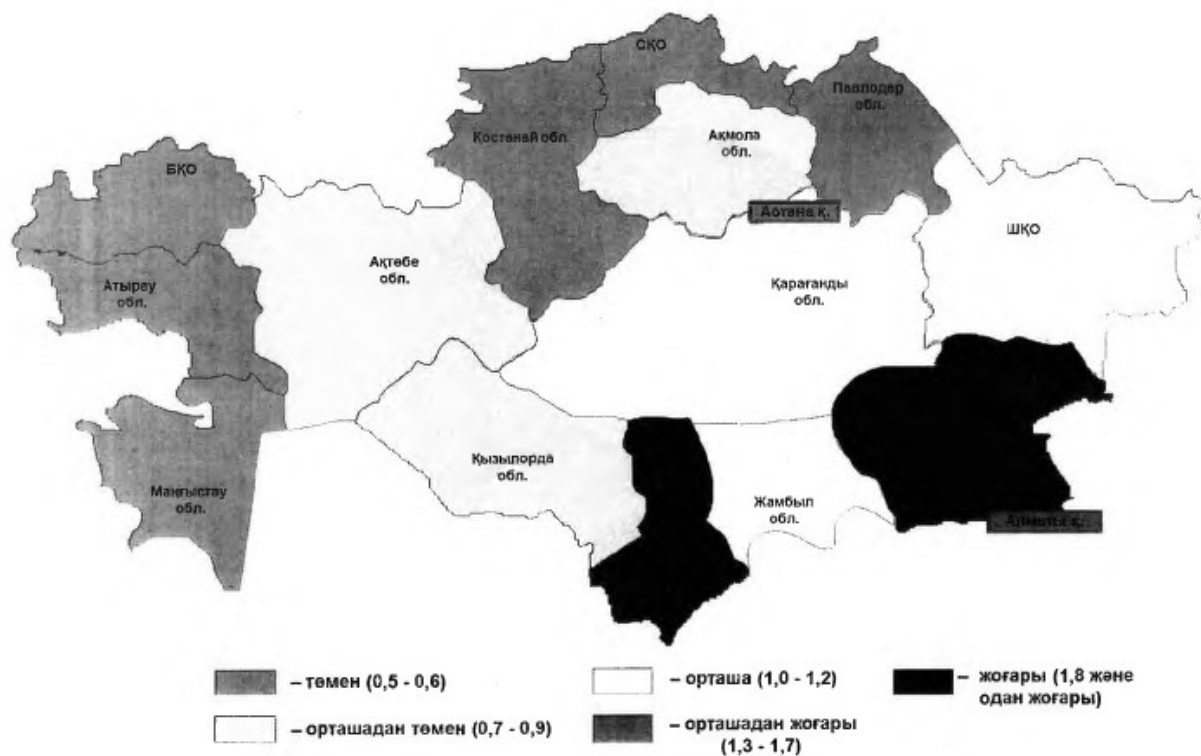 СҚО
Павлодар
обл.
Қостанай обл
Ақмола
обл.
БҚО
Астана қ.
ШҚО
Ақтөбе
обл.
Атырау
обл.
Қарағанды
обл.
Қызылорда
обл.
Маңғыстау
обл.
Жамбыл
обл.
Алматы қ.
– төмен (0,5 - 0,6)
– орташа (1,0 - 1,2)
– жоғары (1,8 және
одан жоғары)
– орташадан төмен (0,7 - 0,9)
– орташадан жоғары
(1,3 - 1,7)